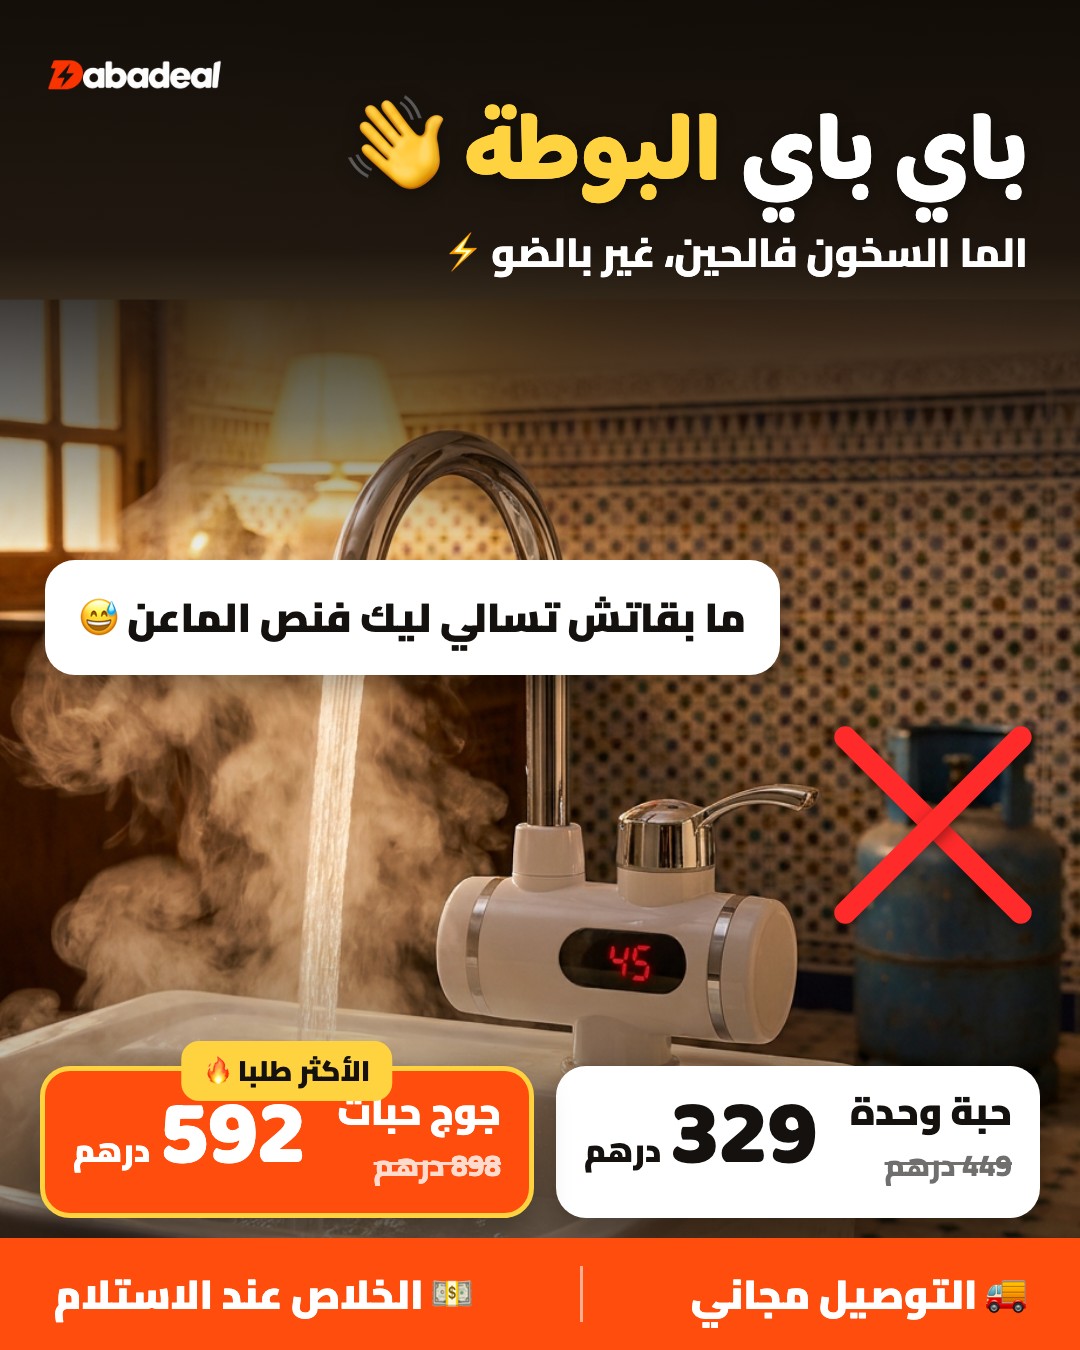 Dabadeal
باي باي البوطة 👋
الما السخون فالحين، غير بالضو ⚡
ما بقاتش تسالي ليك فنص الماعن 😅
45
حبة وحدة
329 درهم
449 درهم
الأكثر طلبا 🔥
جوج حبات
592 درهم
898 درهم
🚚 التوصيل مجاني
💵 الخلاص عند الاستلام